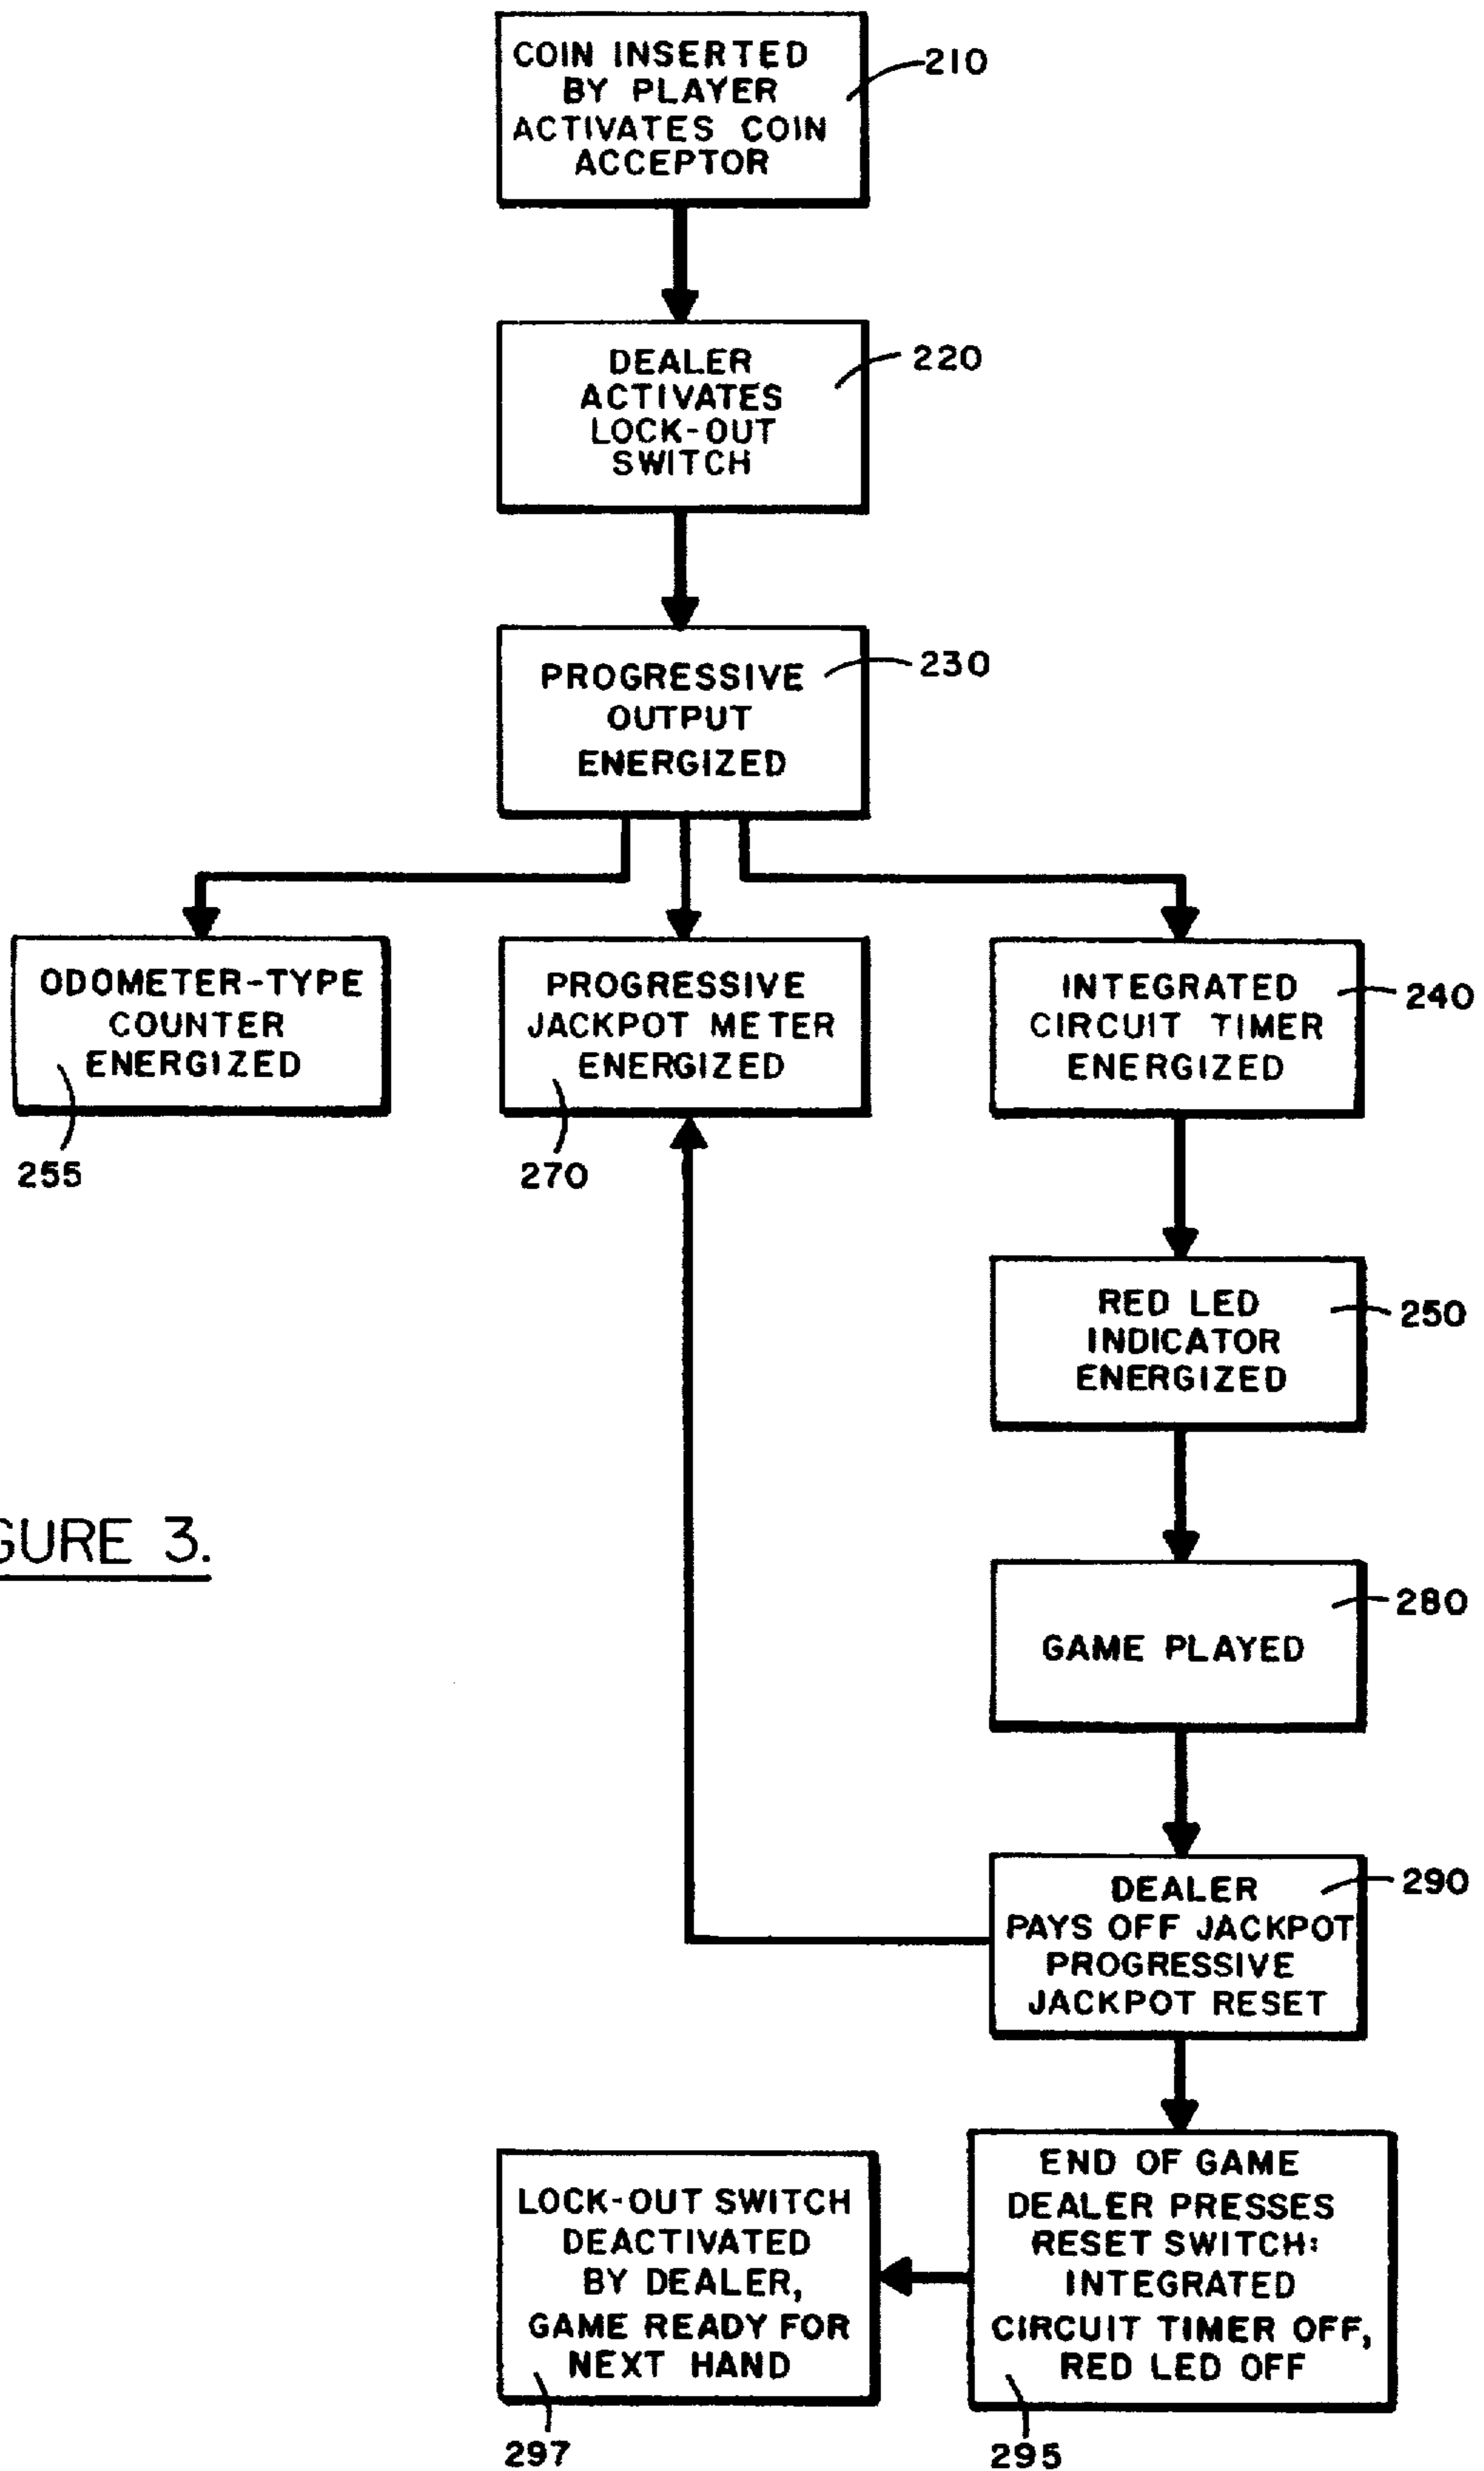 COIN INSERTED
BY PLAYER
ACTIVATES COIN
ACCEPTOR
210
DEALER
ACTIVATES
LOCK-OUT
SWITCH
220
PROGRESSIVE
OUTPUT
ENERGIZED
230
ODOMETER-TYPE
COUNTER
ENERGIZED
255
PROGRESSIVE
JACKPOT METER
ENERGIZED
270
INTEGRATED
CIRCUIT TIMER
ENERGIZED
240
RED LED
INDICATOR
ENERGIZED
250
GURE 3.
GAME PLAYED
280
DEALER
PAYS OFF JACKPOT
PROGRESSIVE
JACKPOT RESET
290
END OF GAME
DEALER PRESSES
RESET SWITCH:
INTEGRATED
CIRCUIT TIMER OFF,
RED LED OFF
295
LOCK-OUT SWITCH
DEACTIVATED
BY DEALER,
GAME READY FOR
NEXT HAND
297